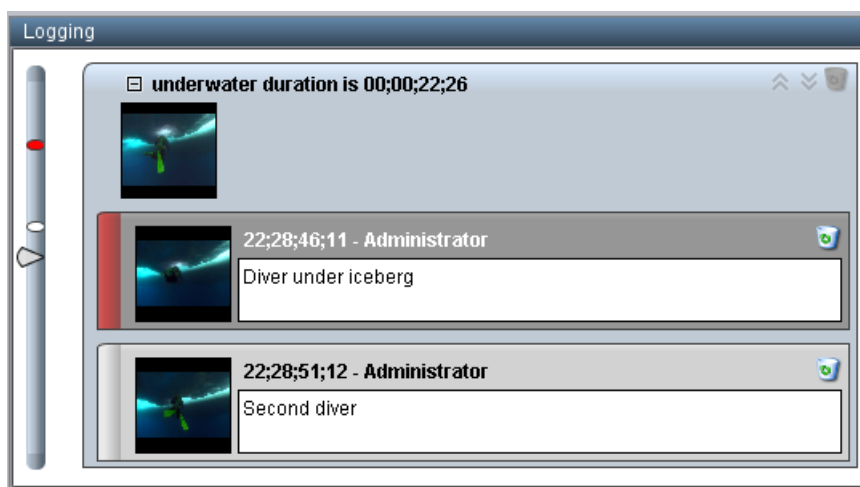 Logging
underwater duration is 00;00;22;26
22;28;46;11 - Administrator
Diver under iceberg
22;28;51;12 - Administrator
Second diver